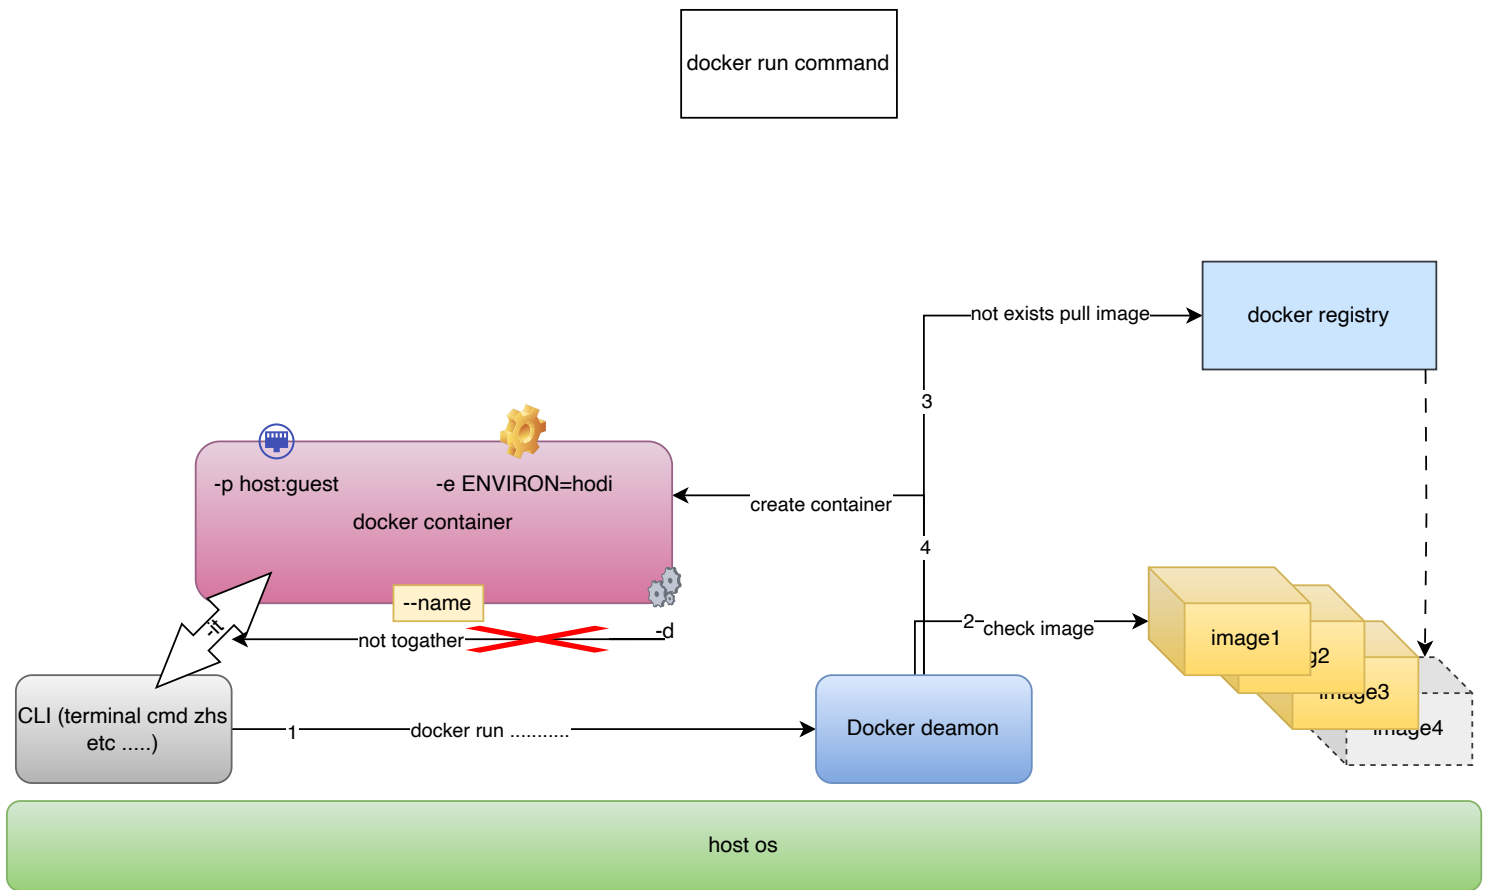 docker run command
not exists pull image
docker registry
3
-p host:guest
-e ENVIRON=hodi
docker container
create container
4
--name
-it
not togather
-d
2
check image
image1
g2
image3
image4
CLI (terminal cmd zhs
etc .....)
1
docker run ..........
Docker deamon
host os